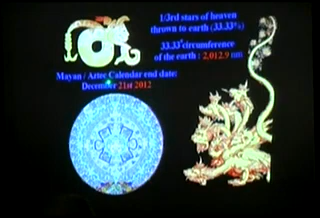 1/3rd stars of heaven
thrown to earth (33.33%)
33.33° circumference
of the earth : 2,012.9 nm
Mayan / Aztec Calendar end date:
December 21st 2012